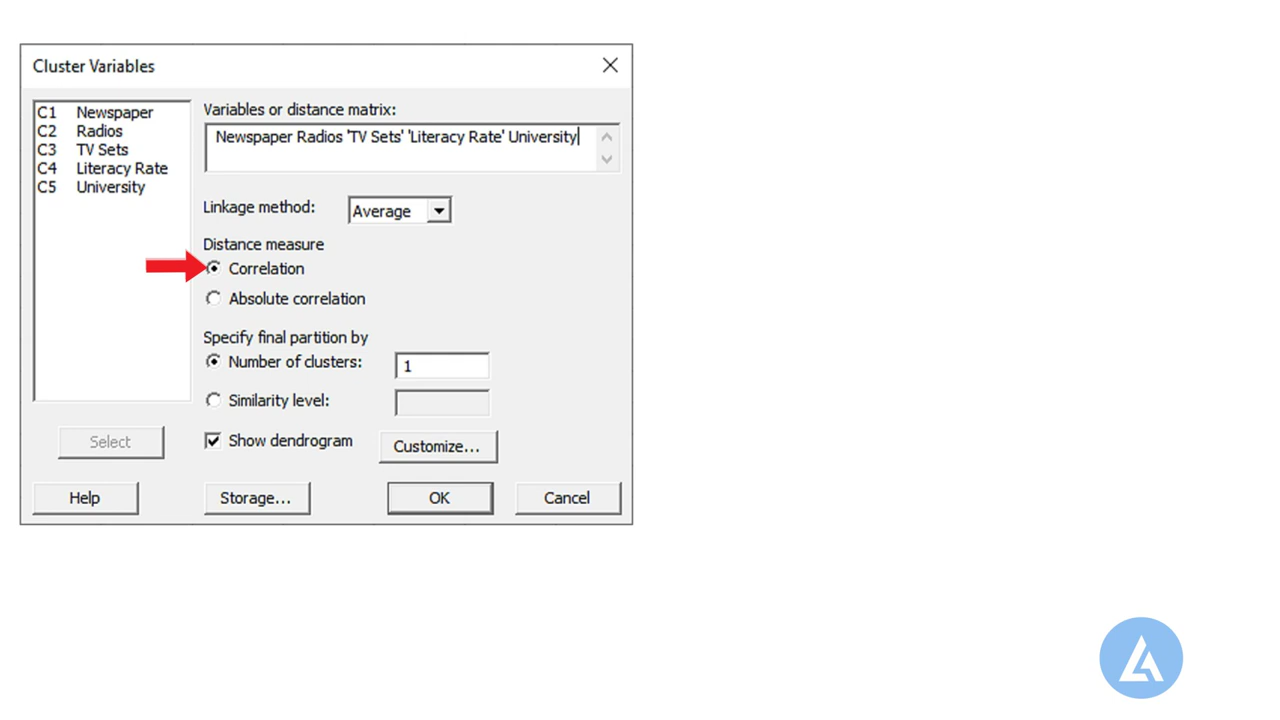 Cluster Variables
C1 Newspaper
C2 Radios
C3 TV Sets
C4 Literacy Rate
C5 University
Variables or distance matrix:
Newspaper Radios 'TV Sets' 'Literacy Rate' University
Linkage method: Average
Distance measure
Correlation
Absolute correlation
Specify final partition by
Number of clusters: 1
Similarity level:
Show dendrogram
Customize...
Select
Help
Storage...
OK
Cancel